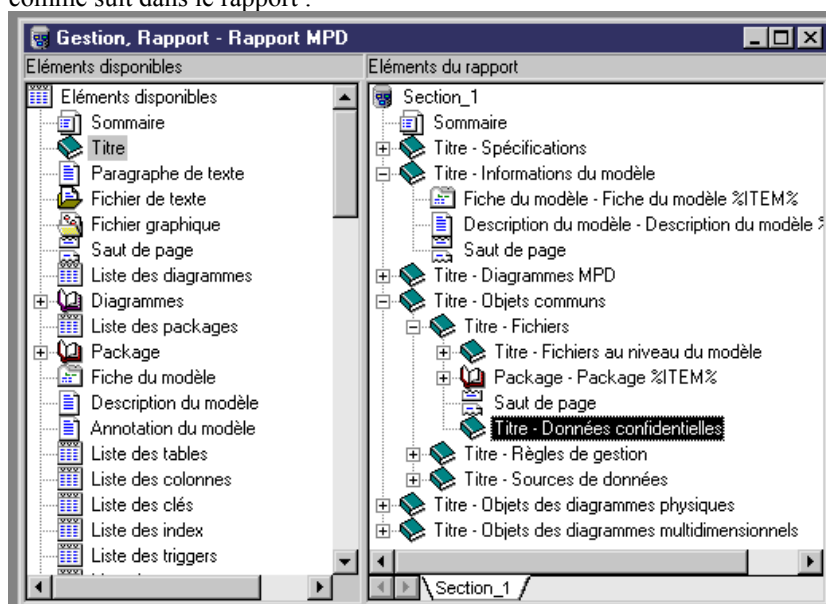 comme suit dans le rapport :
Gestion, Rapport - Rapport MPD
Eléments disponibles
Eléments disponibles
Sommaire
Titre
Paragraphe de texte
Fichier de texte
Fichier graphique
Saut de page
Liste des diagrammes
Diagrammes
Liste des packages
Package
Fiche du modèle
Description du modèle
Annotation du modèle
Liste des tables
Liste des colonnes
Liste des clés
Liste des index
Liste des triggers
Eléments du rapport
Section_1
Sommaire
Titre - Spécifications
Titre - Informations du modèle
Fiche du modèle - Fiche du modèle %ITEM%
Description du modèle - Description du modèle
Saut de page
Titre - Diagrammes MPD
Titre - Objets communs
Titre - Fichiers
Titre - Fichiers au niveau du modèle
Package - Package %ITEM%
Saut de page
Titre - Données confidentielles
Titre - Règles de gestion
Titre - Sources de données
Titre - Objets des diagrammes physiques
Titre - Objets des diagrammes multidimensionnels
Section_1